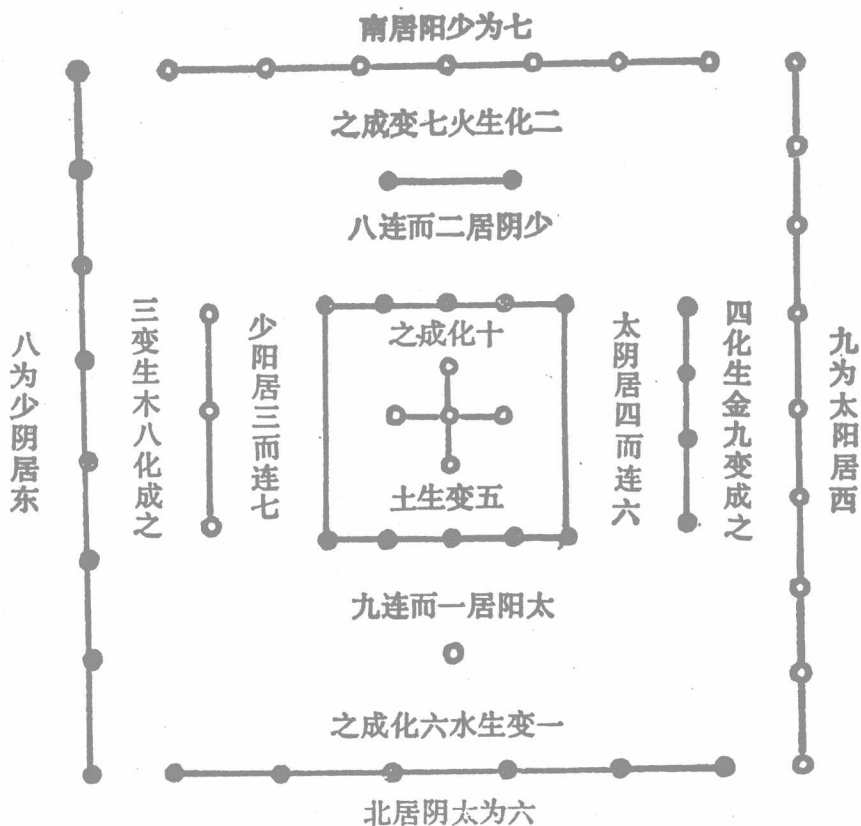 七为少阳居南
二化生火七变成之
少阴居二而连八
九为太阳居西
四化生金九变成之
太阴居四而连六
十化成之
五变生土
少阳居三而连七
三变生木八化成之
八为少阴居东
太阳居一而连九
一变生水六化成之
六为太阴居北